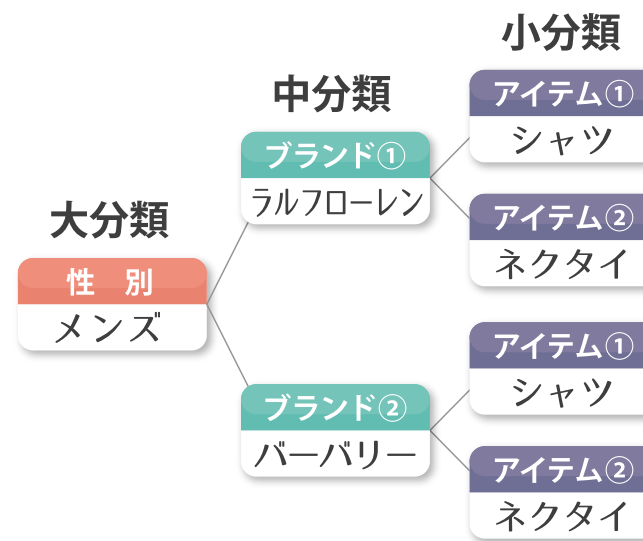 大分類
性 別
メンズ
中分類
ブランド①
ラルフローレン
ブランド②
バーバリー
小分類
アイテム①
シャツ
アイテム②
ネクタイ
アイテム①
シャツ
アイテム②
ネクタイ